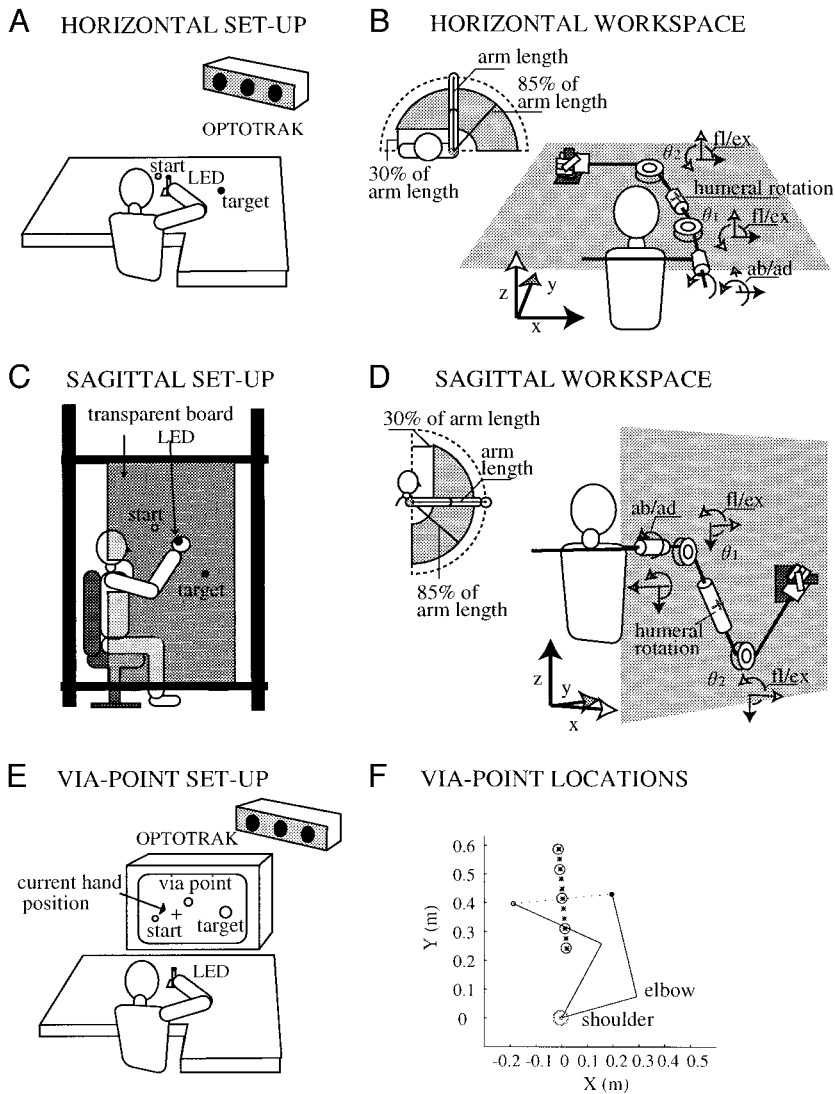 A HORIZONTAL SET-UP
OPTOTRAK
start
LED
target
B HORIZONTAL WORKSPACE
arm length
85% of
arm length
30% of
arm length
θ2
fl/ex
humeral rotation
θ1
fl/ex
ab/ad
z
y
x
C SAGITTAL SET-UP
transparent board
LED
start
target
D SAGITTAL WORKSPACE
30% of arm length
arm
length
85% of
arm length
ab/ad
fl/ex
θ1
humeral
rotation
θ2
fl/ex
z
y
x
E VIA-POINT SET-UP
OPTOTRAK
current hand
position
via point
start
target
LED
F VIA-POINT LOCATIONS
0.6
0.5
0.4
0.3
0.2
0.1
0
Y (m)
elbow
shoulder
-0.2 0 0.1 0.2 0.3 0.4 0.5
X (m)